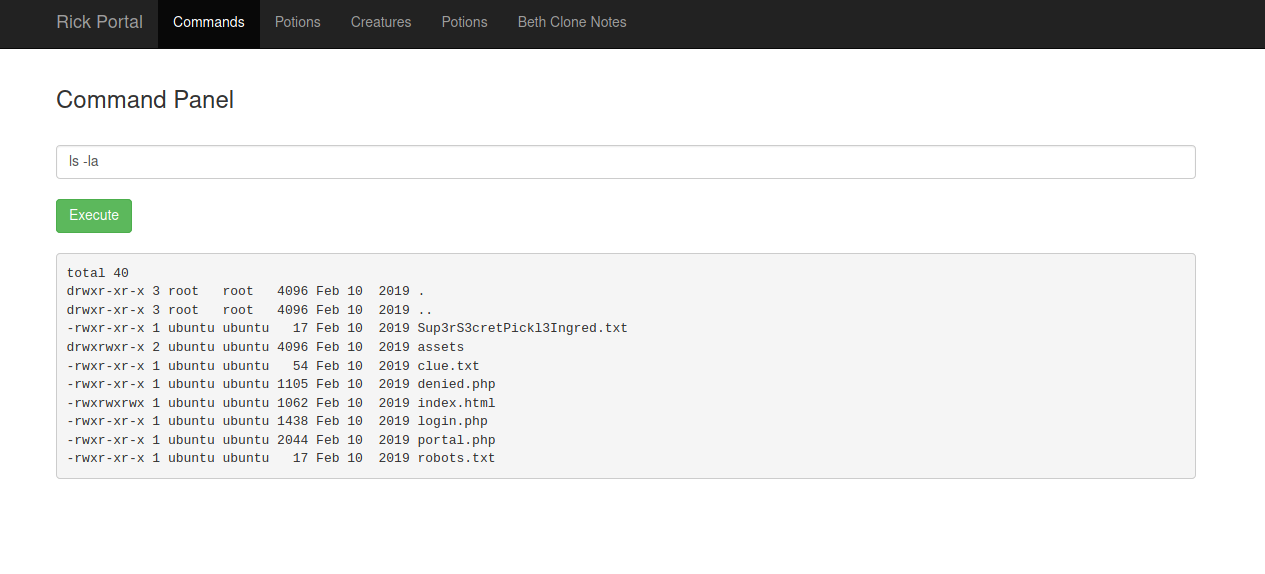 Rick Portal Commands Potions Creatures Potions Beth Clone Notes
Command Panel
ls -la
Execute
total 40
drwxr-xr-x 3 root   root   4096 Feb 10  2019 .
drwxr-xr-x 3 root   root   4096 Feb 10  2019 ..
-rwxr-xr-x 1 ubuntu ubuntu   17 Feb 10  2019 Sup3rS3cretPickl3Ingred.txt
drwxrwxr-x 2 ubuntu ubuntu 4096 Feb 10  2019 assets
-rwxr-xr-x 1 ubuntu ubuntu   54 Feb 10  2019 clue.txt
-rwxr-xr-x 1 ubuntu ubuntu 1105 Feb 10  2019 denied.php
-rwxrwxrwx 1 ubuntu ubuntu 1062 Feb 10  2019 index.html
-rwxr-xr-x 1 ubuntu ubuntu 1438 Feb 10  2019 login.php
-rwxr-xr-x 1 ubuntu ubuntu 2044 Feb 10  2019 portal.php
-rwxr-xr-x 1 ubuntu ubuntu   17 Feb 10  2019 robots.txt